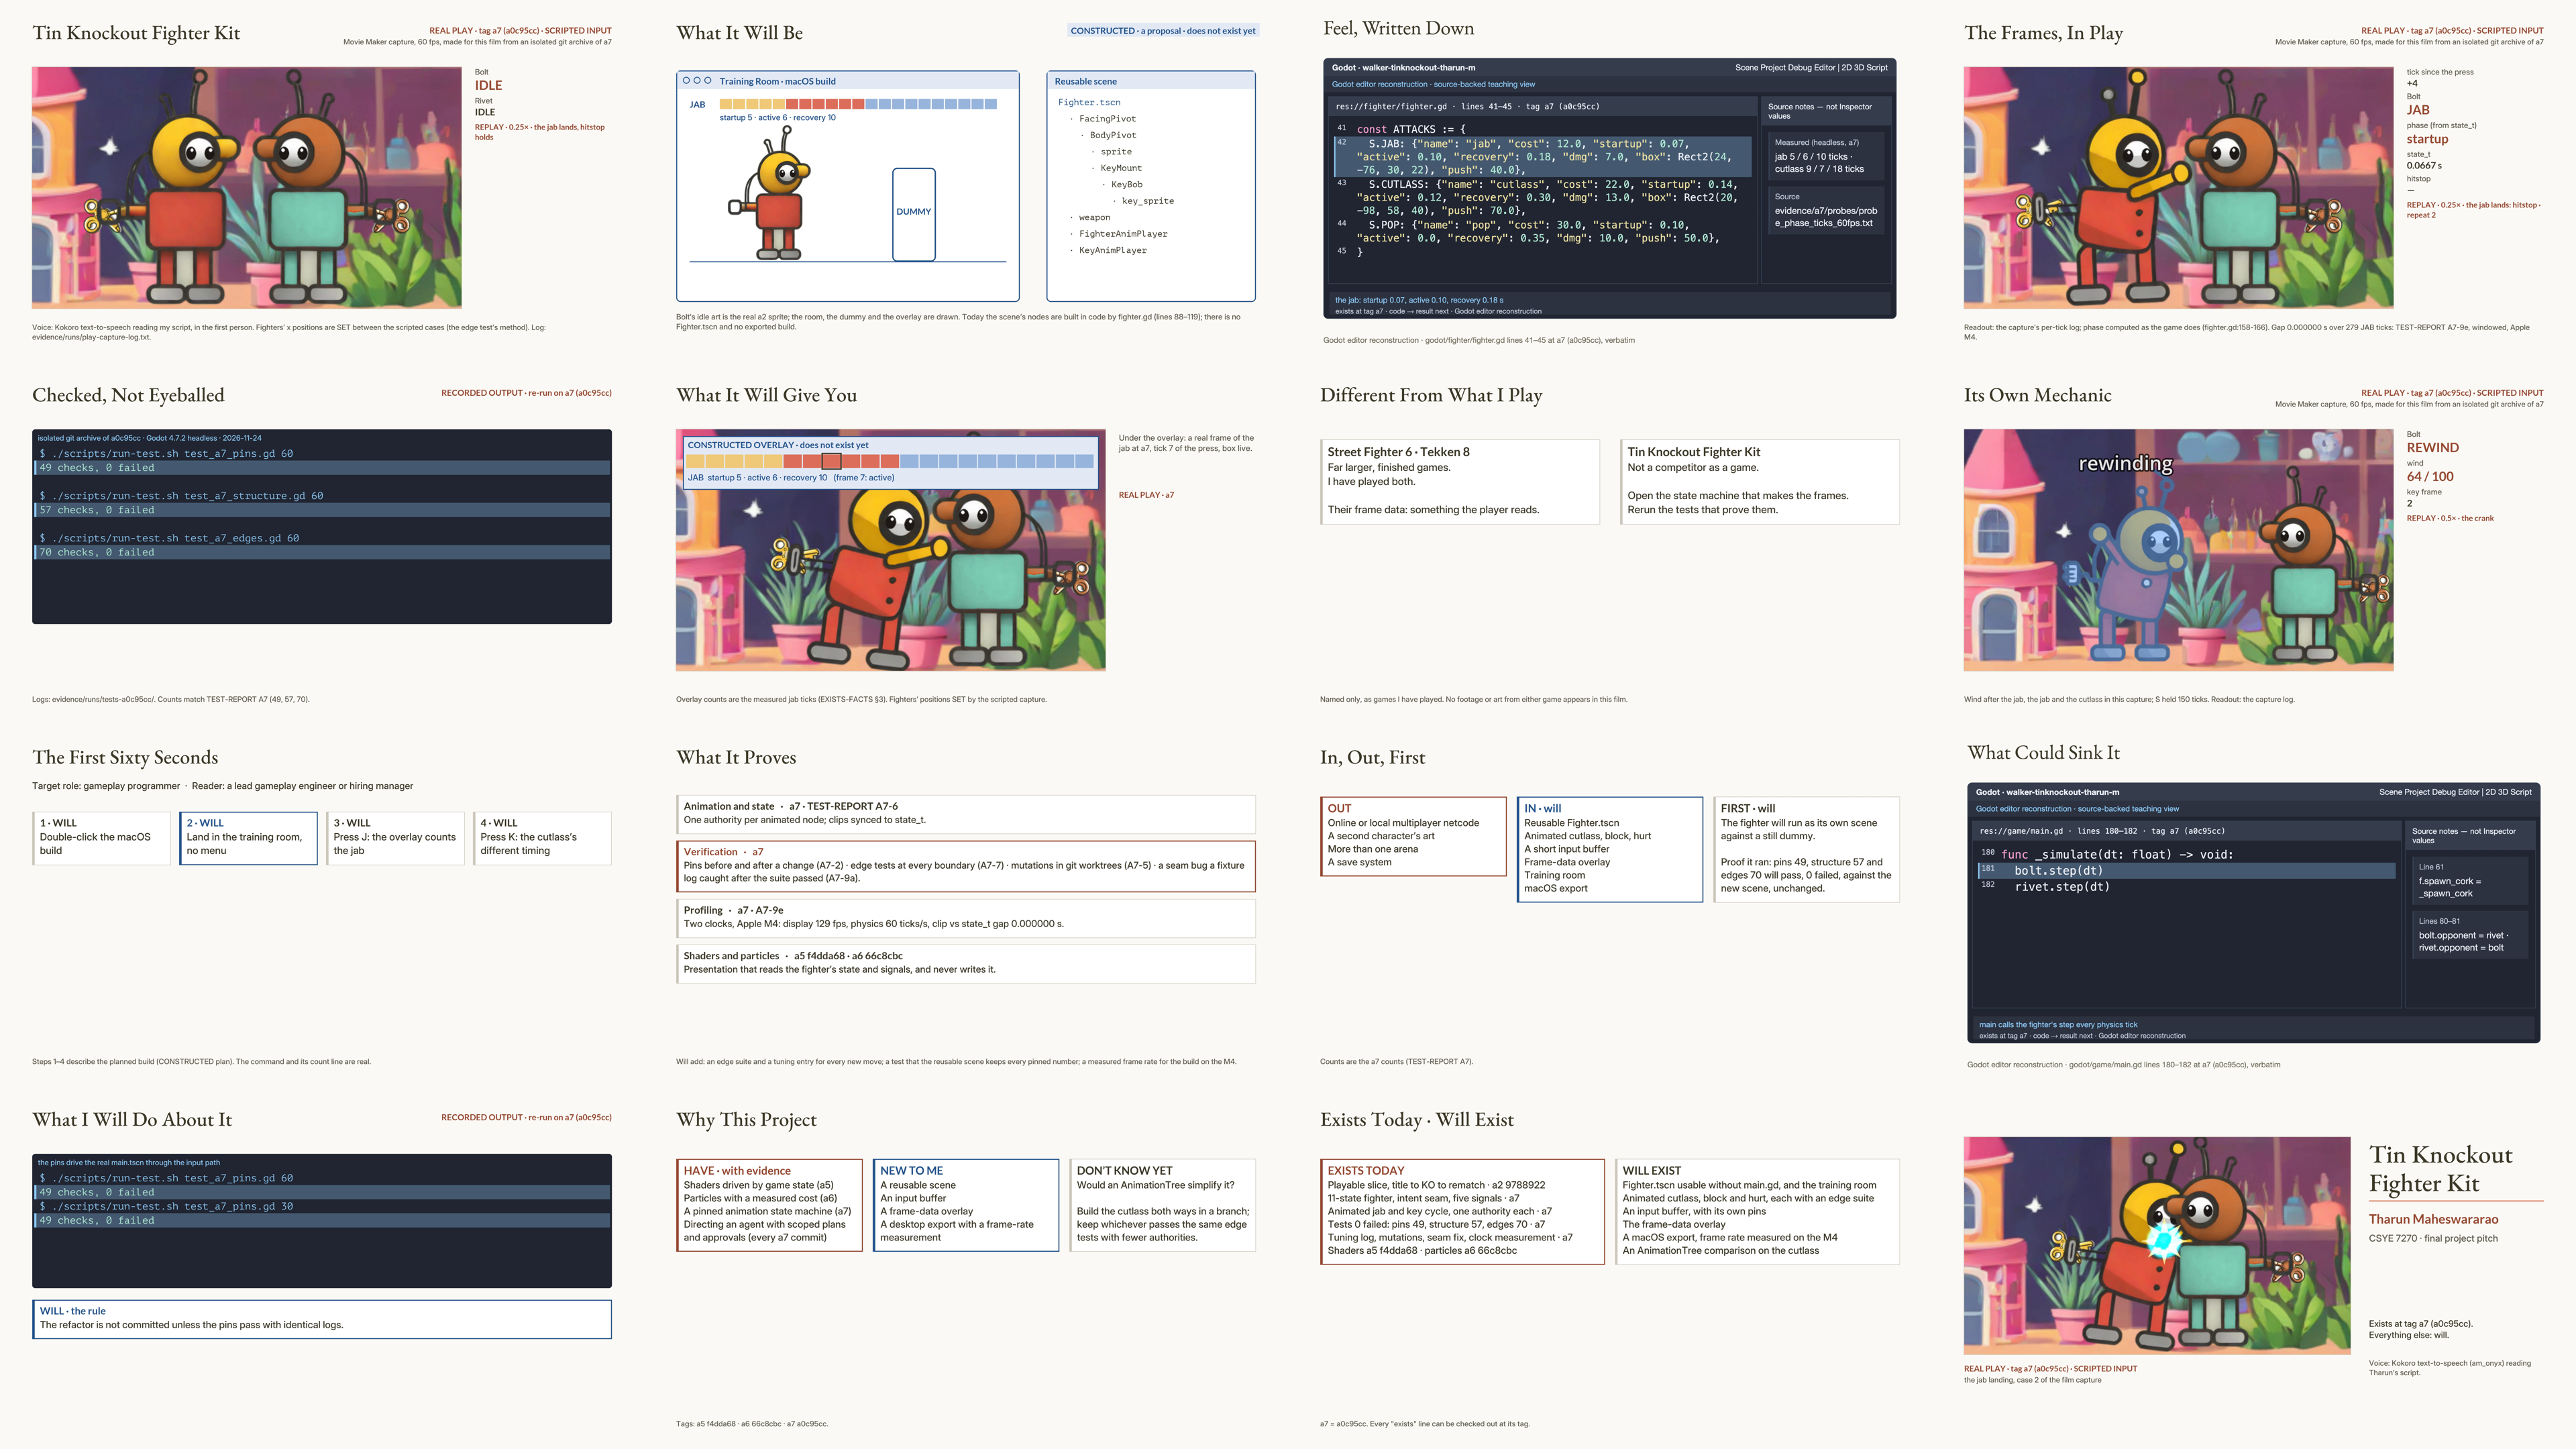 Tin Knockout Fighter Kit
REAL PLAY · tag a7 (a0c95cc) · SCRIPTED INPUT
Movie Maker capture, 60 fps, made for this film from an isolated git archive of a7
Bolt
IDLE
Rivet
IDLE
REPLAY · 0.25× · the jab lands, hitstop
holds
Voice: Kokoro text-to-speech reading my script, in the first person. Fighters' x positions are SET between the scripted cases (the edge test's method). Log:
evidence/runs/play-capture-log.txt.
What It Will Be
CONSTRUCTED · a proposal · does not exist yet
Training Room · macOS build
JAB
startup 5 · active 6 · recovery 10
DUMMY
Reusable scene
Fighter.tscn
· FacingPivot
· BodyPivot
· sprite
· KeyMount
· KeyBob
· key_sprite
· weapon
· FighterAnimPlayer
· KeyAnimPlayer
Bolt's idle art is the real a2 sprite; the room, the dummy and the overlay are drawn. Today the scene's nodes are built in code by fighter.gd (lines 88–119); there is no
Fighter.tscn and no exported build.
Feel, Written Down
Godot · walker-tinknockout-tharun-m
Scene Project Debug Editor | 2D 3D Script
Godot editor reconstruction · source-backed teaching view
res://fighter/fighter.gd · lines 41–45 · tag a7 (a0c95cc)
41 const ATTACKS := {
42 S.JAB: {"name": "jab", "cost": 12.0, "startup": 0.07,
"active": 0.10, "recovery": 0.18, "dmg": 7.0, "box": Rect2(24,
−76, 30, 22), "push": 40.0},
43 S.CUTLASS: {"name": "cutlass", "cost": 22.0, "startup": 0.14,
"active": 0.12, "recovery": 0.30, "dmg": 13.0, "box": Rect2(20,
−98, 58, 40), "push": 70.0},
44 S.POP: {"name": "pop", "cost": 30.0, "startup": 0.10,
"active": 0.0, "recovery": 0.35, "dmg": 10.0, "push": 50.0},
45 }
Source notes — not Inspector
values
Measured (headless, a7)
jab 5 / 6 / 10 ticks ·
cutlass 9 / 7 / 18 ticks
Source
evidence/a7/probes/prob
e_phase_ticks_60fps.txt
the jab: startup 0.07, active 0.10, recovery 0.18 s
exists at tag a7 · code → result next · Godot editor reconstruction
Godot editor reconstruction · godot/fighter/fighter.gd lines 41–45 at a7 (a0c95cc), verbatim
The Frames, In Play
REAL PLAY · tag a7 (a0c95cc) · SCRIPTED INPUT
Movie Maker capture, 60 fps, made for this film from an isolated git archive of a7
tick since the press
+4
Bolt
JAB
phase (from state_t)
startup
state_t
0.0667 s
hitstop
—
REPLAY · 0.25× · the jab lands: hitstop ·
repeat 2
Readout: the capture's per-tick log; phase computed as the game does (fighter.gd:158-166). Gap 0.000000 s over 279 JAB ticks: TEST-REPORT A7-9e, windowed, Apple
M4.
Checked, Not Eyeballed
RECORDED OUTPUT · re-run on a7 (a0c95cc)
isolated git archive of a0c95cc · Godot 4.7.2 headless · 2026-11-24
$ ./scripts/run-test.sh test_a7_pins.gd 60
49 checks, 0 failed
$ ./scripts/run-test.sh test_a7_structure.gd 60
57 checks, 0 failed
$ ./scripts/run-test.sh test_a7_edges.gd 60
70 checks, 0 failed
Logs: evidence/runs/tests-a0c95cc/. Counts match TEST-REPORT A7 (49, 57, 70).
What It Will Give You
CONSTRUCTED OVERLAY · does not exist yet
JAB startup 5 · active 6 · recovery 10 (frame 7: active)
Under the overlay: a real frame of the
jab at a7, tick 7 of the press, box live.
REAL PLAY · a7
Overlay counts are the measured jab ticks (EXISTS-FACTS §3). Fighters' positions SET by the scripted capture.
Different From What I Play
Street Fighter 6 · Tekken 8
Far larger, finished games.
I have played both.
Their frame data: something the player reads.
Tin Knockout Fighter Kit
Not a competitor as a game.
Open the state machine that makes the frames.
Rerun the tests that prove them.
Named only, as games I have played. No footage or art from either game appears in this film.
Its Own Mechanic
REAL PLAY · tag a7 (a0c95cc) · SCRIPTED INPUT
Movie Maker capture, 60 fps, made for this film from an isolated git archive of a7
rewinding
Bolt
REWIND
wind
64 / 100
key frame
2
REPLAY · 0.5× · the crank
Wind after the jab, the jab and the cutlass in this capture; S held 150 ticks. Readout: the capture log.
The First Sixty Seconds
Target role: gameplay programmer · Reader: a lead gameplay engineer or hiring manager
1 · WILL
Double-click the macOS
build
2 · WILL
Land in the training room,
no menu
3 · WILL
Press J: the overlay counts
the jab
4 · WILL
Press K: the cutlass's
different timing
Steps 1–4 describe the planned build (CONSTRUCTED plan). The command and its count line are real.
What It Proves
Animation and state · a7 · TEST-REPORT A7-6
One authority per animated node; clips synced to state_t.
Verification · a7
Pins before and after a change (A7-2) · edge tests at every boundary (A7-7) · mutations in git worktrees (A7-5) · a seam bug a fixture
log caught after the suite passed (A7-9a).
Profiling · a7 · A7-9e
Two clocks, Apple M4: display 129 fps, physics 60 ticks/s, clip vs state_t gap 0.000000 s.
Shaders and particles · a5 f4dda68 · a6 66c8cbc
Presentation that reads the fighter's state and signals, and never writes it.
Will add: an edge suite and a tuning entry for every new move; a test that the reusable scene keeps every pinned number; a measured frame rate for the build on the M4.
In, Out, First
OUT
Online or local multiplayer netcode
A second character's art
More than one arena
A save system
IN · will
Reusable Fighter.tscn
Animated cutlass, block, hurt
A short input buffer
Frame-data overlay
Training room
macOS export
FIRST · will
The fighter will run as its own scene
against a still dummy.
Proof it ran: pins 49, structure 57 and
edges 70 will pass, 0 failed, against the
new scene, unchanged.
Counts are the a7 counts (TEST-REPORT A7).
What Could Sink It
Godot · walker-tinknockout-tharun-m
Scene Project Debug Editor | 2D 3D Script
Godot editor reconstruction · source-backed teaching view
res://game/main.gd · lines 180–182 · tag a7 (a0c95cc)
180 func _simulate(dt: float) −> void:
181 bolt.step(dt)
182 rivet.step(dt)
Source notes — not Inspector
values
Line 61
f.spawn_cork =
_spawn_cork
Lines 80–81
bolt.opponent = rivet ·
rivet.opponent = bolt
main calls the fighter's step every physics tick
exists at tag a7 · code → result next · Godot editor reconstruction
Godot editor reconstruction · godot/game/main.gd lines 180–182 at a7 (a0c95cc), verbatim
What I Will Do About It
RECORDED OUTPUT · re-run on a7 (a0c95cc)
the pins drive the real main.tscn through the input path
$ ./scripts/run-test.sh test_a7_pins.gd 60
49 checks, 0 failed
$ ./scripts/run-test.sh test_a7_pins.gd 30
49 checks, 0 failed
WILL · the rule
The refactor is not committed unless the pins pass with identical logs.
Why This Project
HAVE · with evidence
Shaders driven by game state (a5)
Particles with a measured cost (a6)
A pinned animation state machine (a7)
Directing an agent with scoped plans
and approvals (every a7 commit)
NEW TO ME
A reusable scene
An input buffer
A frame-data overlay
A desktop export with a frame-rate
measurement
DON'T KNOW YET
Would an AnimationTree simplify it?
Build the cutlass both ways in a branch;
keep whichever passes the same edge
tests with fewer authorities.
Tags: a5 f4dda68 · a6 66c8cbc · a7 a0c95cc.
Exists Today · Will Exist
EXISTS TODAY
Playable slice, title to KO to rematch · a2 9788922
11-state fighter, intent seam, five signals · a7
Animated jab and key cycle, one authority each · a7
Tests 0 failed: pins 49, structure 57, edges 70 · a7
Tuning log, mutations, seam fix, clock measurement · a7
Shaders a5 f4dda68 · particles a6 66c8cbc
WILL EXIST
Fighter.tscn usable without main.gd, and the training room
Animated cutlass, block and hurt, each with an edge suite
An input buffer, with its own pins
The frame-data overlay
A macOS export, frame rate measured on the M4
An AnimationTree comparison on the cutlass
a7 = a0c95cc. Every "exists" line can be checked out at its tag.
REAL PLAY · tag a7 (a0c95cc) · SCRIPTED INPUT
the jab landing, case 2 of the film capture
Tin Knockout
Fighter Kit
Tharun Maheswararao
CSYE 7270 · final project pitch
Exists at tag a7 (a0c95cc).
Everything else: will.
Voice: Kokoro text-to-speech (am_onyx) reading
Tharun's script.